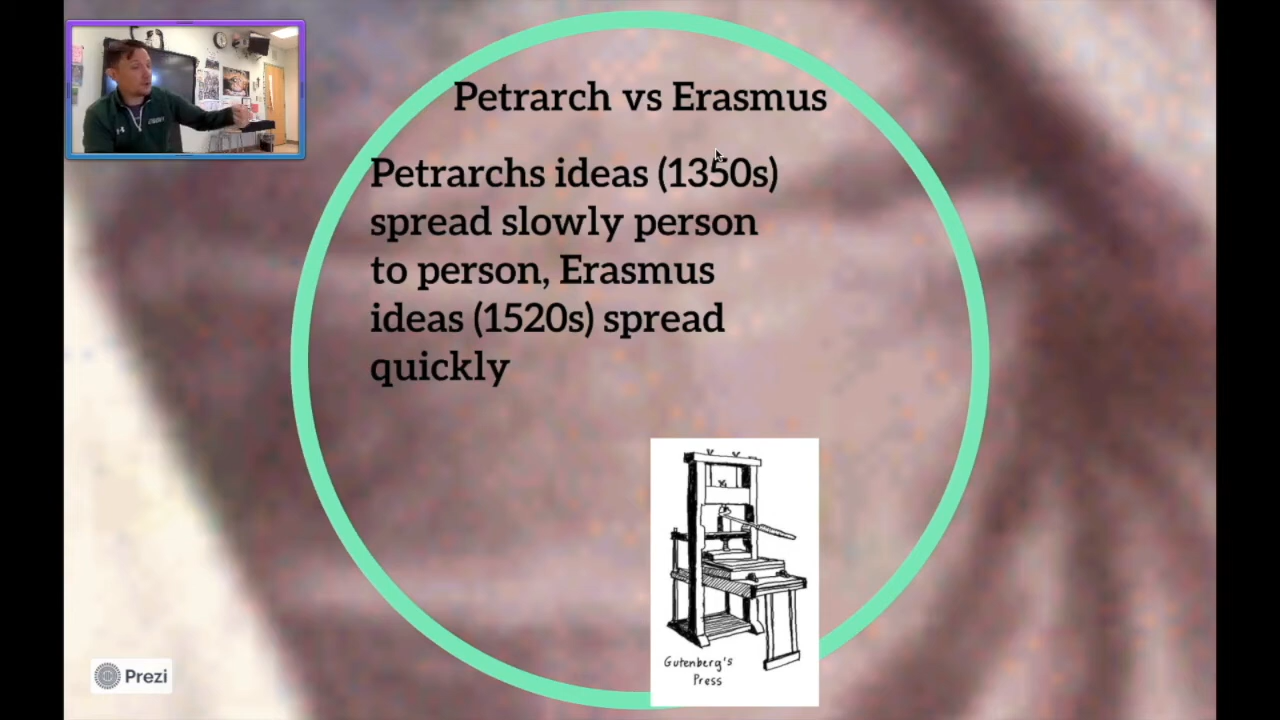 Petrarch vs Erasmus
Petrarchs ideas (1350s)
spread slowly person
to person, Erasmus
ideas (1520s) spread
quickly
Gutenberg's
Press
Prezi